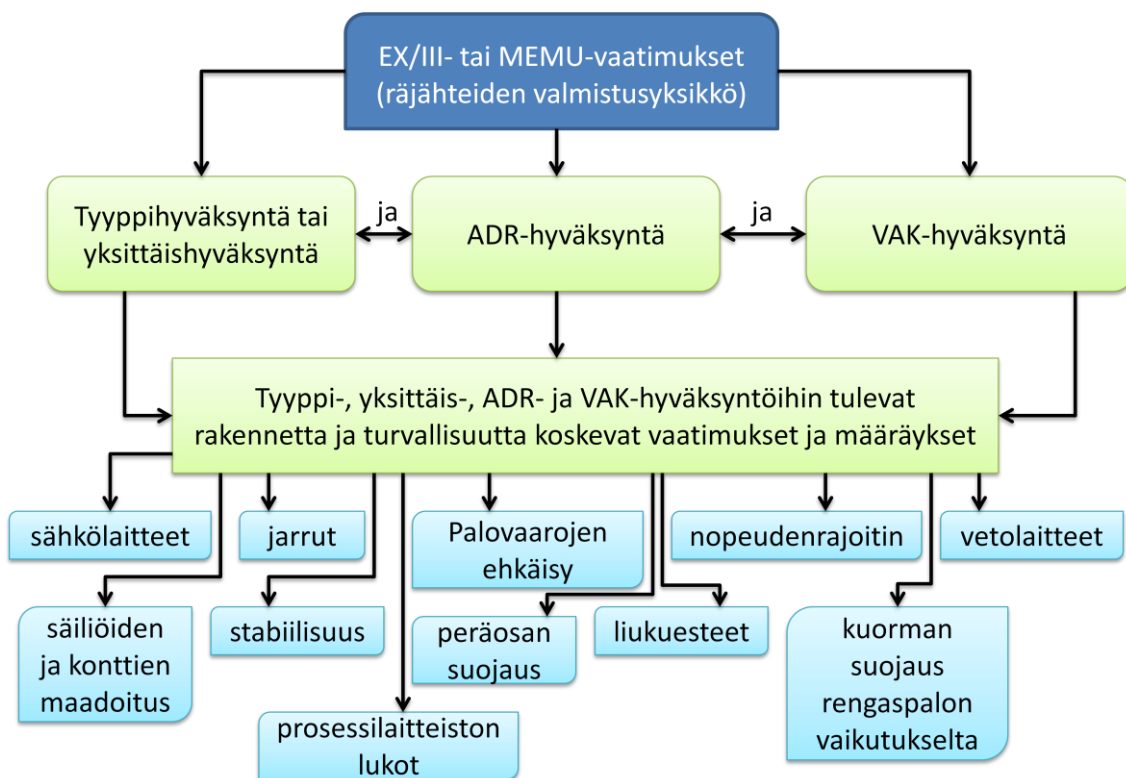 EX/III- tai MEMU-vaatimukset
(räjähteiden valmistusyksikkö)
Tyyppihyväksyntä tai
yksittäishyväksyntä
ja
ADR-hyväksyntä
ja
VAK-hyväksyntä
Tyyppi-, yksittäis-, ADR- ja VAK-hyväksyntöihin tulevat
rakennetta ja turvallisuutta koskevat vaatimukset ja määräykset
sähkölaitteet
jarrut
Palovaarojen
ehkäisy
nopeudenrajoitin
vetolaitteet
säiliöiden
ja konttien
maadoitus
stabiilisuus
peräosan
suojaus
liukuesteet
kuorman
suojaus
rengaspalon
vaikutukselta
prosessilaitteiston
lukot